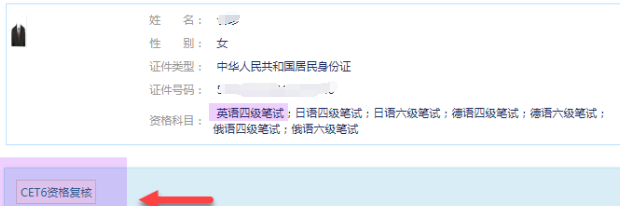 姓 名：
性 别： 女
证件类型： 中华人民共和国居民身份证
证件号码：
资格科目： 英语四级笔试；日语四级笔试；日语六级笔试；德语四级笔试；德语六级笔试；
俄语四级笔试；俄语六级笔试
CET6资格复核